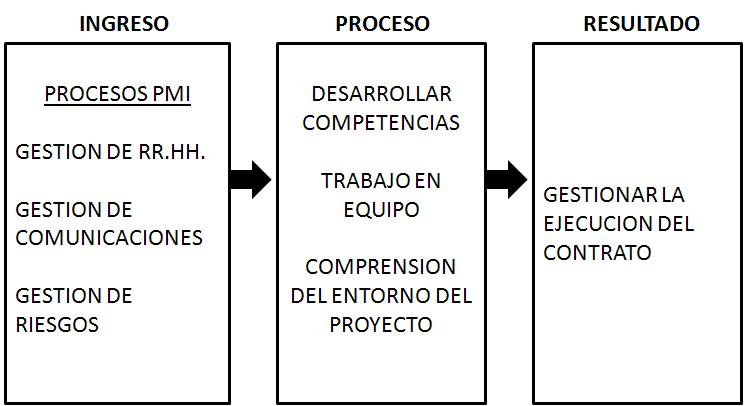 INGRESO
PROCESOS PMI
GESTION DE RR.HH.
GESTION DE
COMUNICACIONES
GESTION DE
RIESGOS
PROCESO
DESARROLLAR
COMPETENCIAS
TRABAJO EN
EQUIPO
COMPRENSION
DEL ENTORNO DEL
PROYECTO
RESULTADO
GESTIONAR LA
EJECUCION DEL
CONTRATO